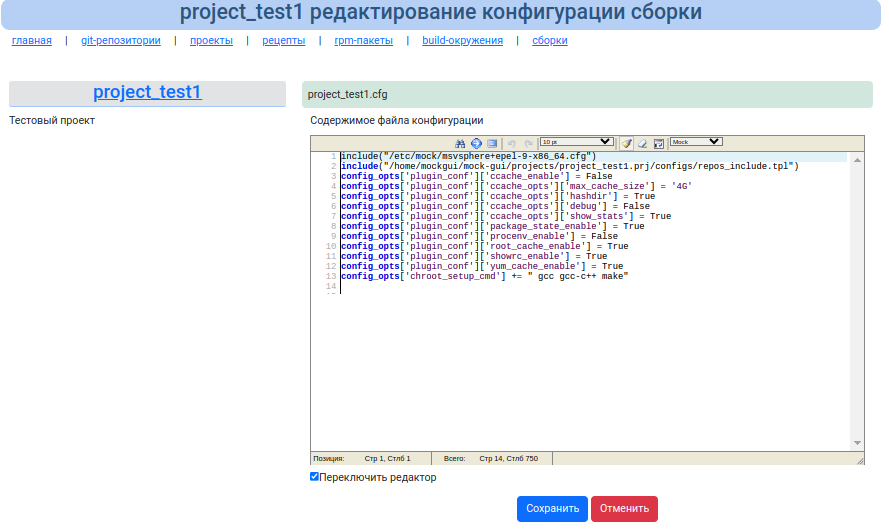 project_test1 редактирование конфигурации сборки
главная | git-репозитории | проекты | рецепты | rpm-пакеты | build-окружения | сборки
project_test1
Тестовый проект
project_test1.cfg
Содержимое файла конфигурации
10 pt
Mock
1 include("/etc/mock/msvsphere+epel-9-x86_64.cfg")
2 include("/home/mockgui/mock-gui/projects/project_test1.prj/configs/repos_include.tpl")
3 config_opts['plugin_conf']['ccache_enable'] = False
4 config_opts['plugin_conf']['ccache_opts']['max_cache_size'] = '4G'
5 config_opts['plugin_conf']['ccache_opts']['hashdir'] = True
6 config_opts['plugin_conf']['ccache_opts']['debug'] = False
7 config_opts['plugin_conf']['ccache_opts']['show_stats'] = True
8 config_opts['plugin_conf']['package_state_enable'] = True
9 config_opts['plugin_conf']['procenv_enable'] = False
10 config_opts['plugin_conf']['root_cache_enable'] = True
11 config_opts['plugin_conf']['showrc_enable'] = True
12 config_opts['plugin_conf']['yum_cache_enable'] = True
13 config_opts['chroot_setup_cmd'] += " gcc gcc-c++ make"
14
Позиция: Стр 1, Стлб 1 Всего: Стр 14, Стлб 750
Переключить редактор
Сохранить Отменить